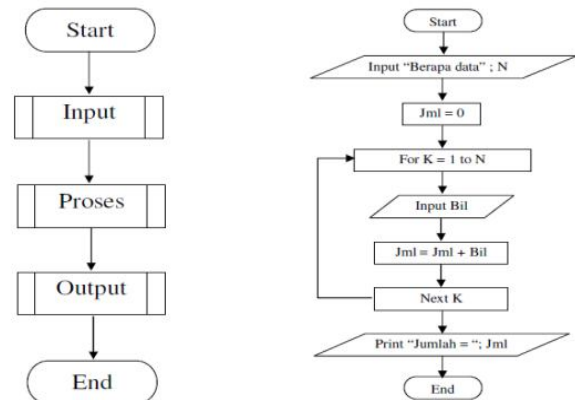 Start
Input
Proses
Output
End
Start
Input “Berapa data” ; N
Jml = 0
For K = 1 to N
Input Bil
Jml = Jml + Bil
Next K
Print “Jumlah = “; Jml
End